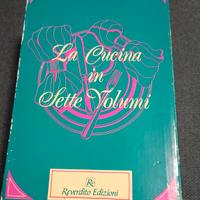 La Cucina
in
Sette Volumi
R
Reverdito Edizioni